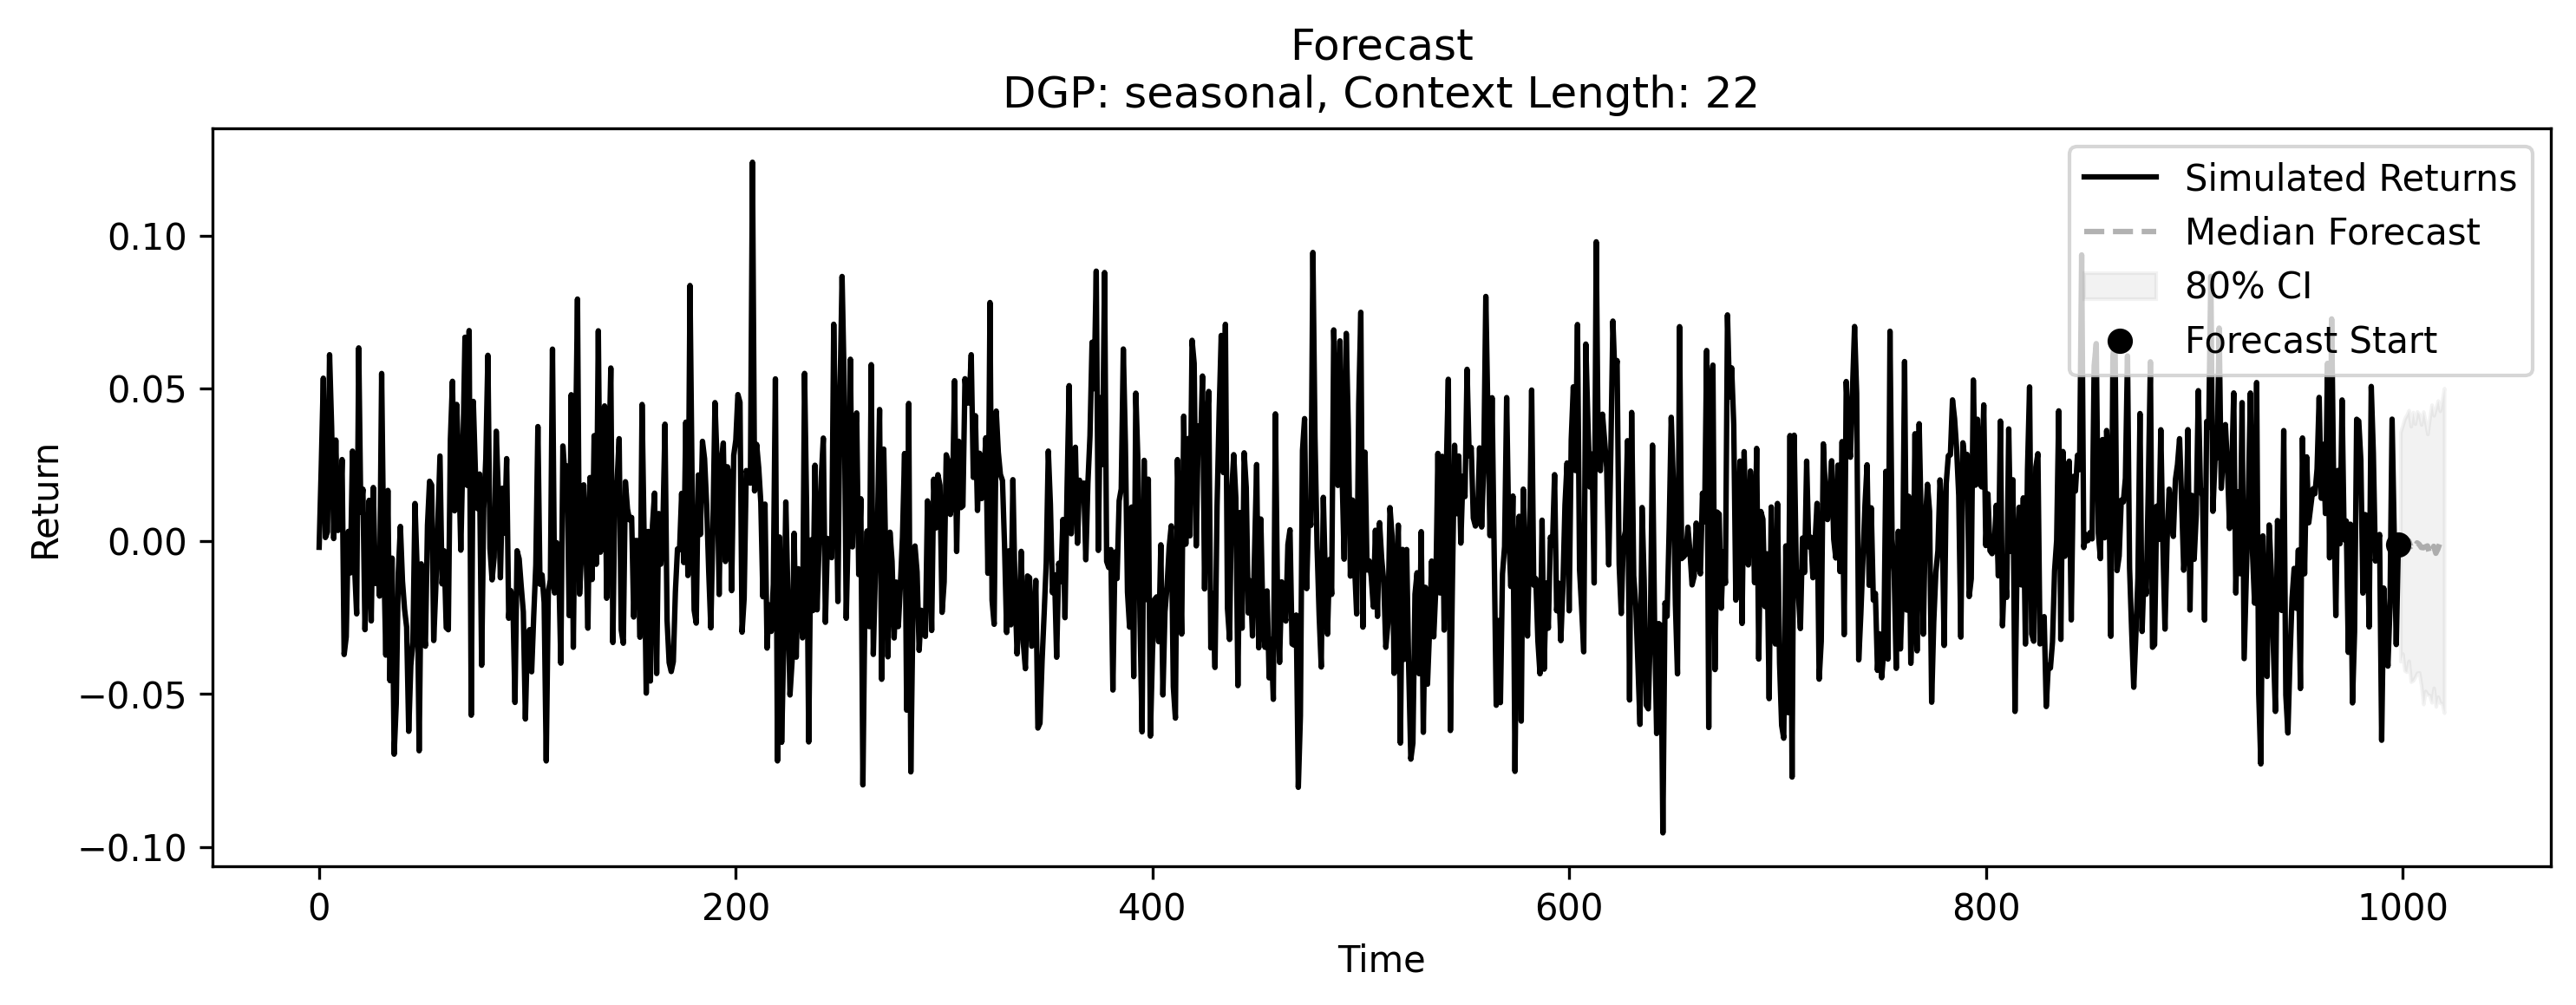 Forecast
DGP: seasonal, Context Length: 22
Simulated Returns
Median Forecast
80% CI
Forecast Start
Return
0.10
0.05
0.00
−0.05
−0.10
0
200
400
600
800
1000
Time